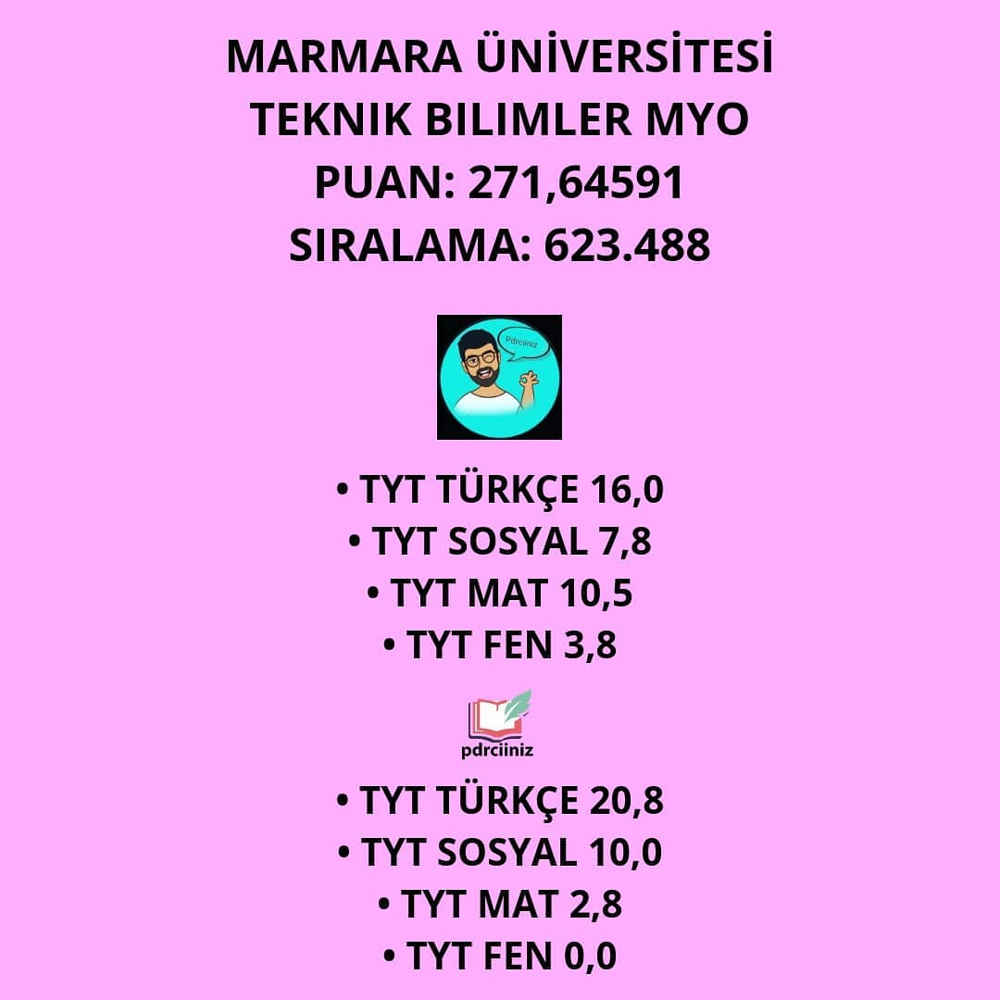 MARMARA ÜNİVERSİTESİ
TEKNIK BILIMLER MYO
PUAN: 271,64591
SIRALAMA: 623.488
Pdrciiniz
• TYT TÜRKÇE 16,0
• TYT SOSYAL 7,8
• TYT MAT 10,5
• TYT FEN 3,8
pdrciiniz
• TYT TÜRKÇE 20,8
• TYT SOSYAL 10,0
• TYT MAT 2,8
• TYT FEN 0,0